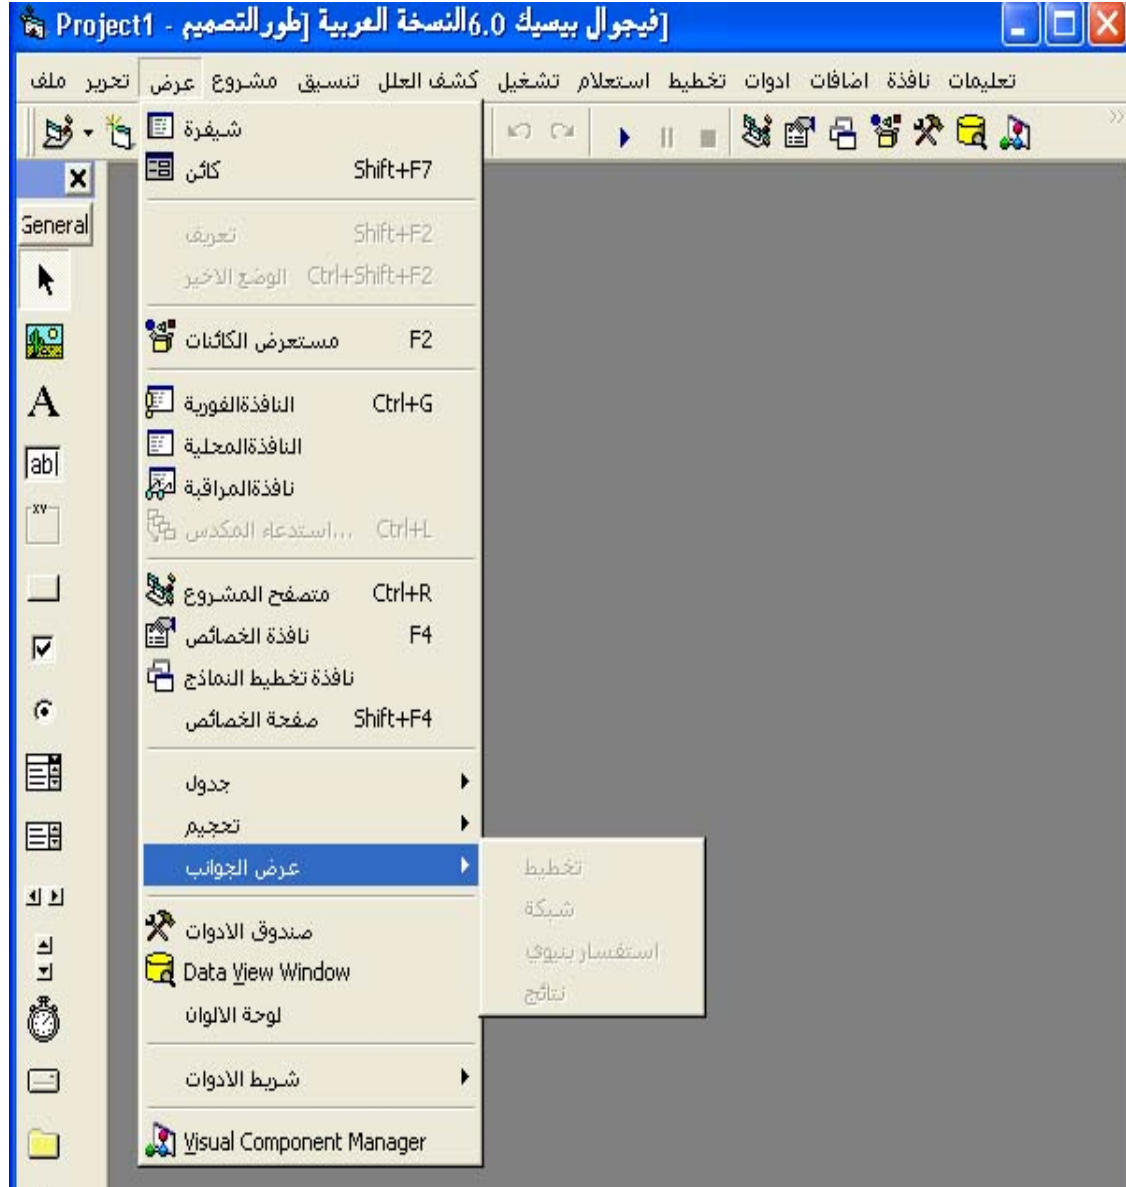 Project1 - فيجوال بيسيك 6.0النسخة العربية [طورالتصميم]
ملف تحرير عرض مشروع تنسيق كشف العلل تشغيل استعلام تخطيط ادوات اضافات نافذة تعليمات
General
A
ab
xy
شيفرة
كائن Shift+F7
تعريف Shift+F2
الوضع الاخير Ctrl+Shift+F2
مستعرض الكائنات F2
النافذةالفورية Ctrl+G
النافذةالمحلية
نافذةالمراقبة
استدعاء المكدس... Ctrl+L
متصفح المشروع Ctrl+R
نافذة الخصائص F4
نافذة تخطيط النماذج
صفحة الخصائص Shift+F4
جدول
تحجيم
عرض الجوانب
تخطيط
شبكة
استفسار بنيوي
نتائج
صندوق الادوات
Data View Window
لوحة الالوان
شريط الادوات
Visual Component Manager